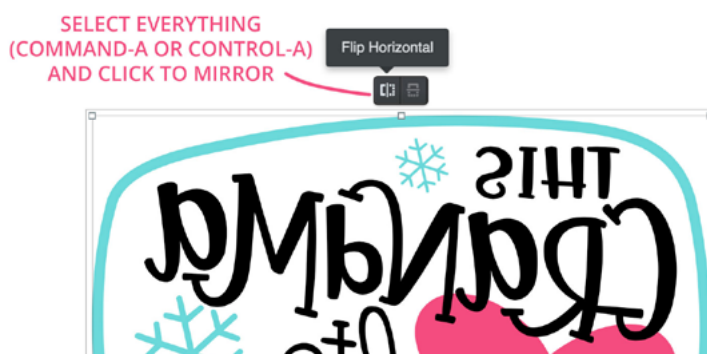 SELECT EVERYTHING
(COMMAND-A OR CONTROL-A)
AND CLICK TO MIRROR
Flip Horizontal
THIS
GRaNdMa